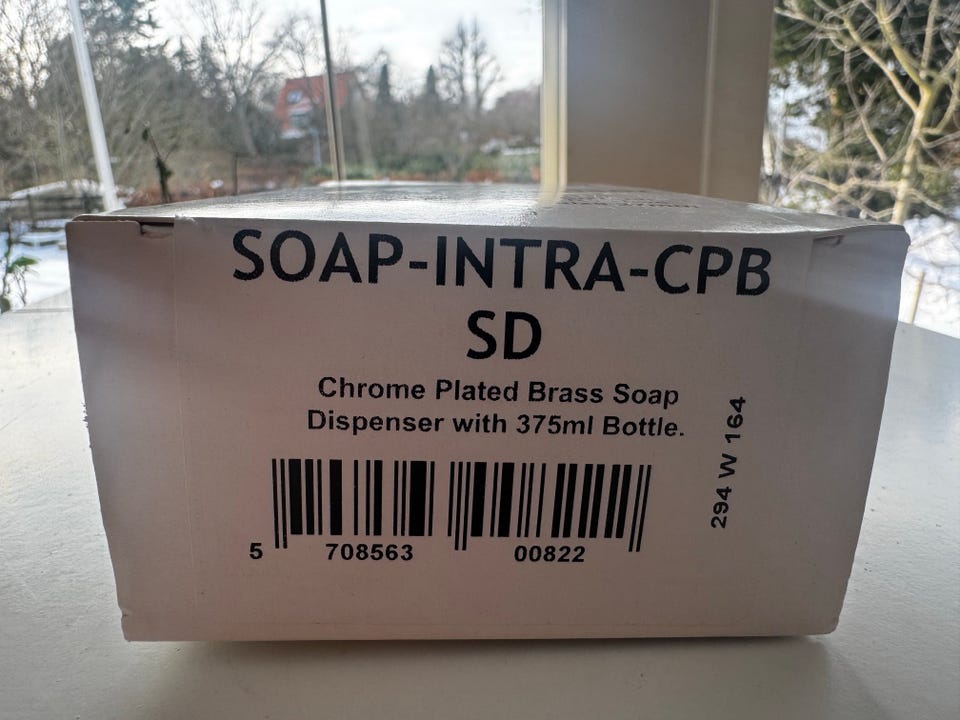 SOAP-INTRA-CPB
SD
Chrome Plated Brass Soap
Dispenser with 375ml Bottle.
294 W 164
5 708563 00822